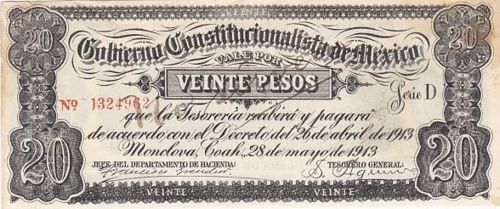 20 Gobierno Constitucionalista de México 20
VALE POR
VEINTE PESOS
Nº 1324962
Serie D
que la Tesorería recibirá y pagará
de acuerdo con el Decreto del 26 de abril de 1913
Monclova, Coah., 28 de mayo de 1913
JEFE DEL DEPARTAMENTO DE HACIENDA:
TESORERO GENERAL:
20
20
VEINTE
VEINTE
VEINTE